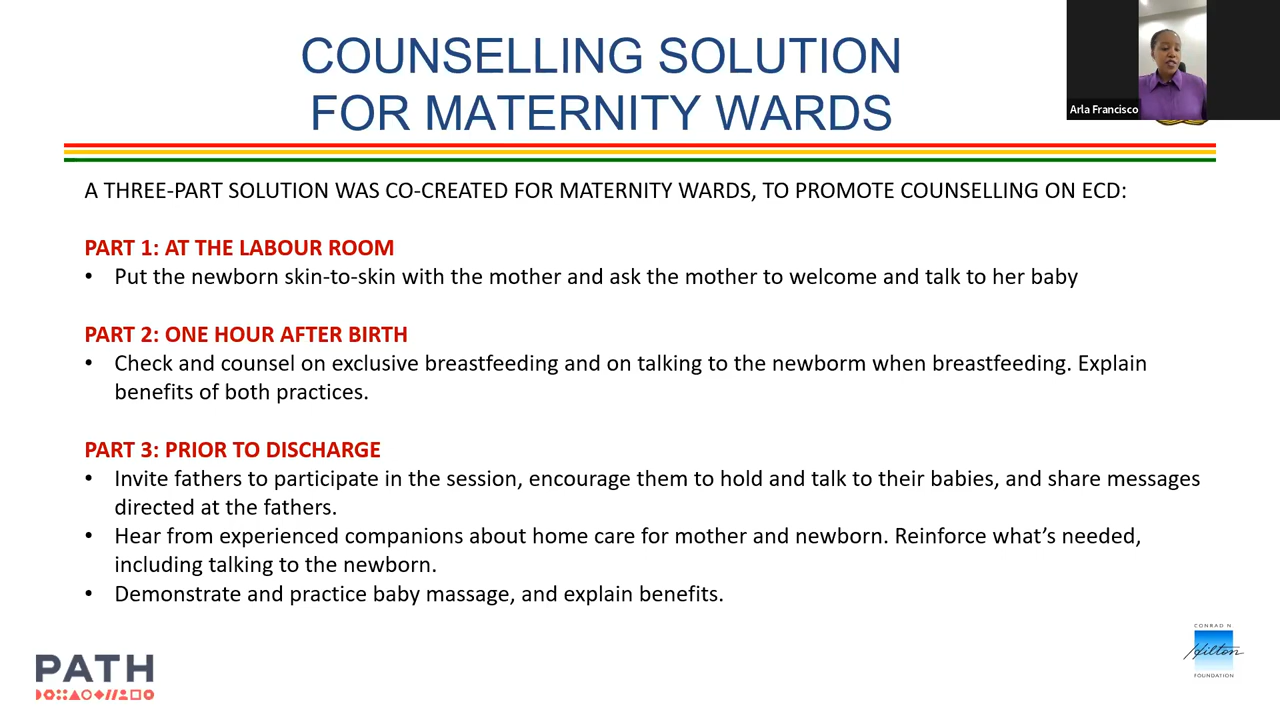 COUNSELLING SOLUTION
FOR MATERNITY WARDS
Arla Francisco
A THREE-PART SOLUTION WAS CO-CREATED FOR MATERNITY WARDS, TO PROMOTE COUNSELLING ON ECD:
PART 1: AT THE LABOUR ROOM
• Put the newborn skin-to-skin with the mother and ask the mother to welcome and talk to her baby
PART 2: ONE HOUR AFTER BIRTH
• Check and counsel on exclusive breastfeeding and on talking to the newborm when breastfeeding. Explain
benefits of both practices.
PART 3: PRIOR TO DISCHARGE
• Invite fathers to participate in the session, encourage them to hold and talk to their babies, and share messages
directed at the fathers.
• Hear from experienced companions about home care for mother and newborn. Reinforce what’s needed,
including talking to the newborn.
• Demonstrate and practice baby massage, and explain benefits.
PATH
CONRAD N.
Hilton
FOUNDATION